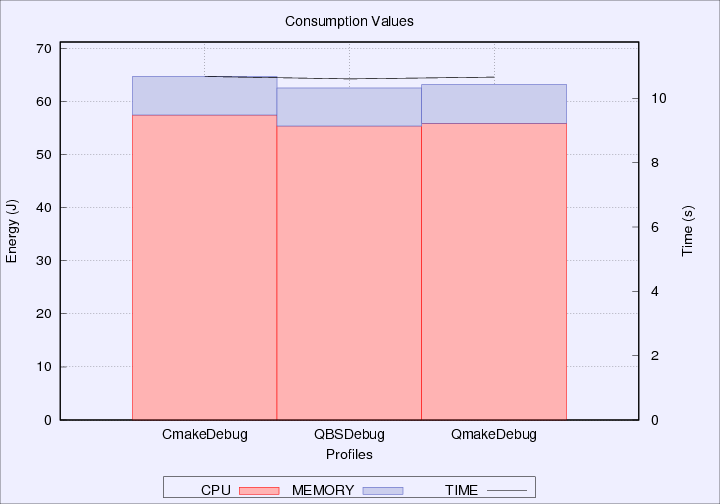 Consumption Values
70
60
50
40
30
20
10
0
Energy (J)
10
8
6
4
2
0
Time (s)
CmakeDebug QBSDebug QmakeDebug
Profiles
CPU MEMORY TIME